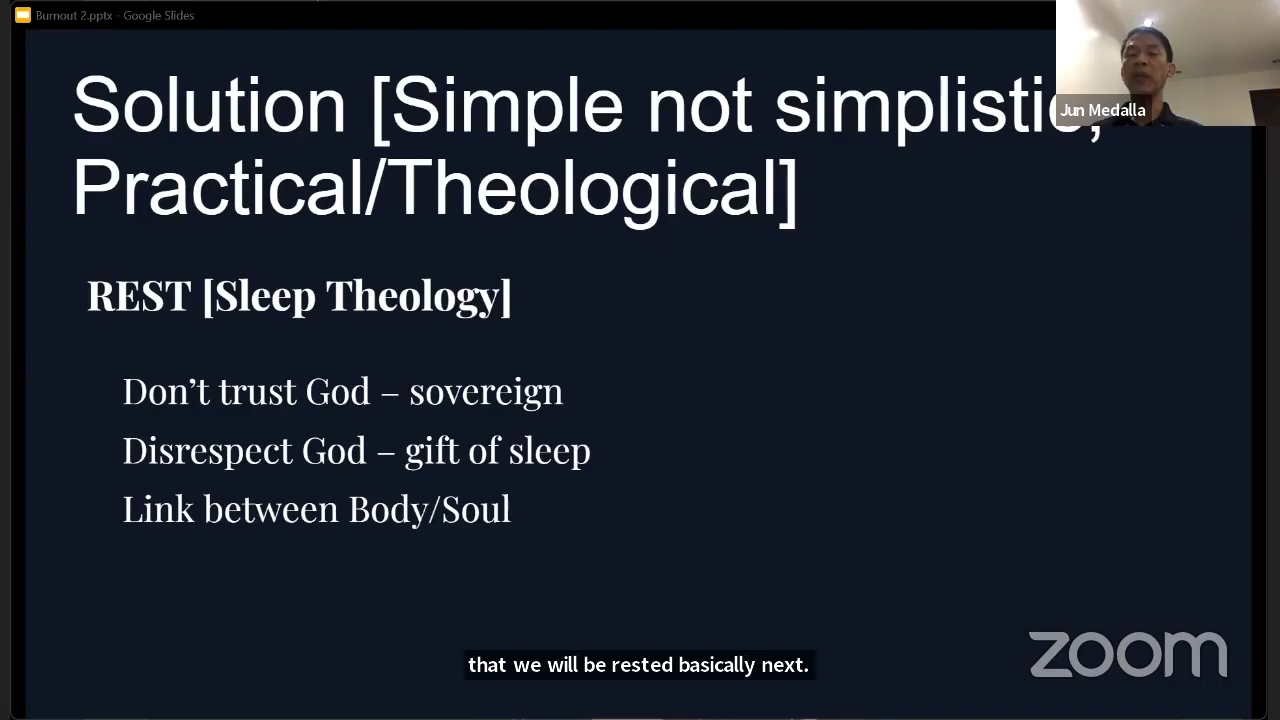 Burnout 2.pptx - Google Slides
Solution [Simple not simplistic,
Practical/Theological]
Jun Medalla
REST [Sleep Theology]
Don’t trust God – sovereign
Disrespect God – gift of sleep
Link between Body/Soul
that we will be rested basically next.
zoom